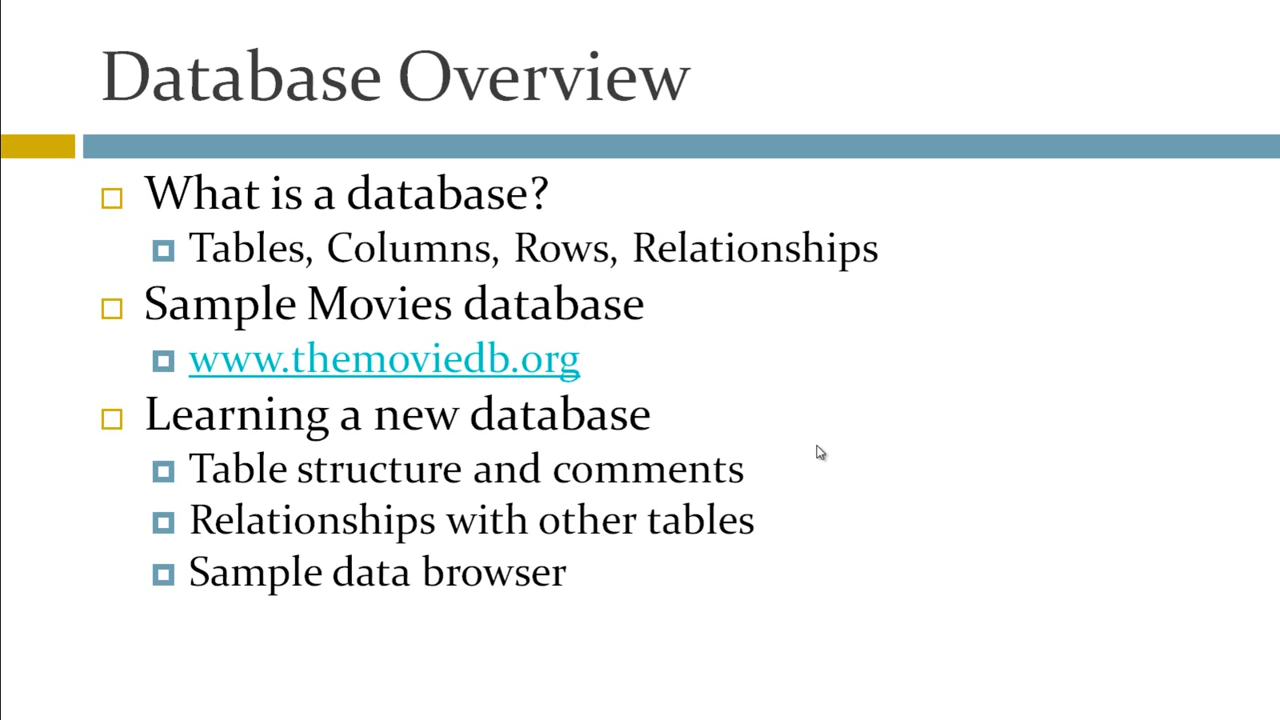 Database Overview
What is a database?
Tables, Columns, Rows, Relationships
Sample Movies database
www.themoviedb.org
Learning a new database
Table structure and comments
Relationships with other tables
Sample data browser